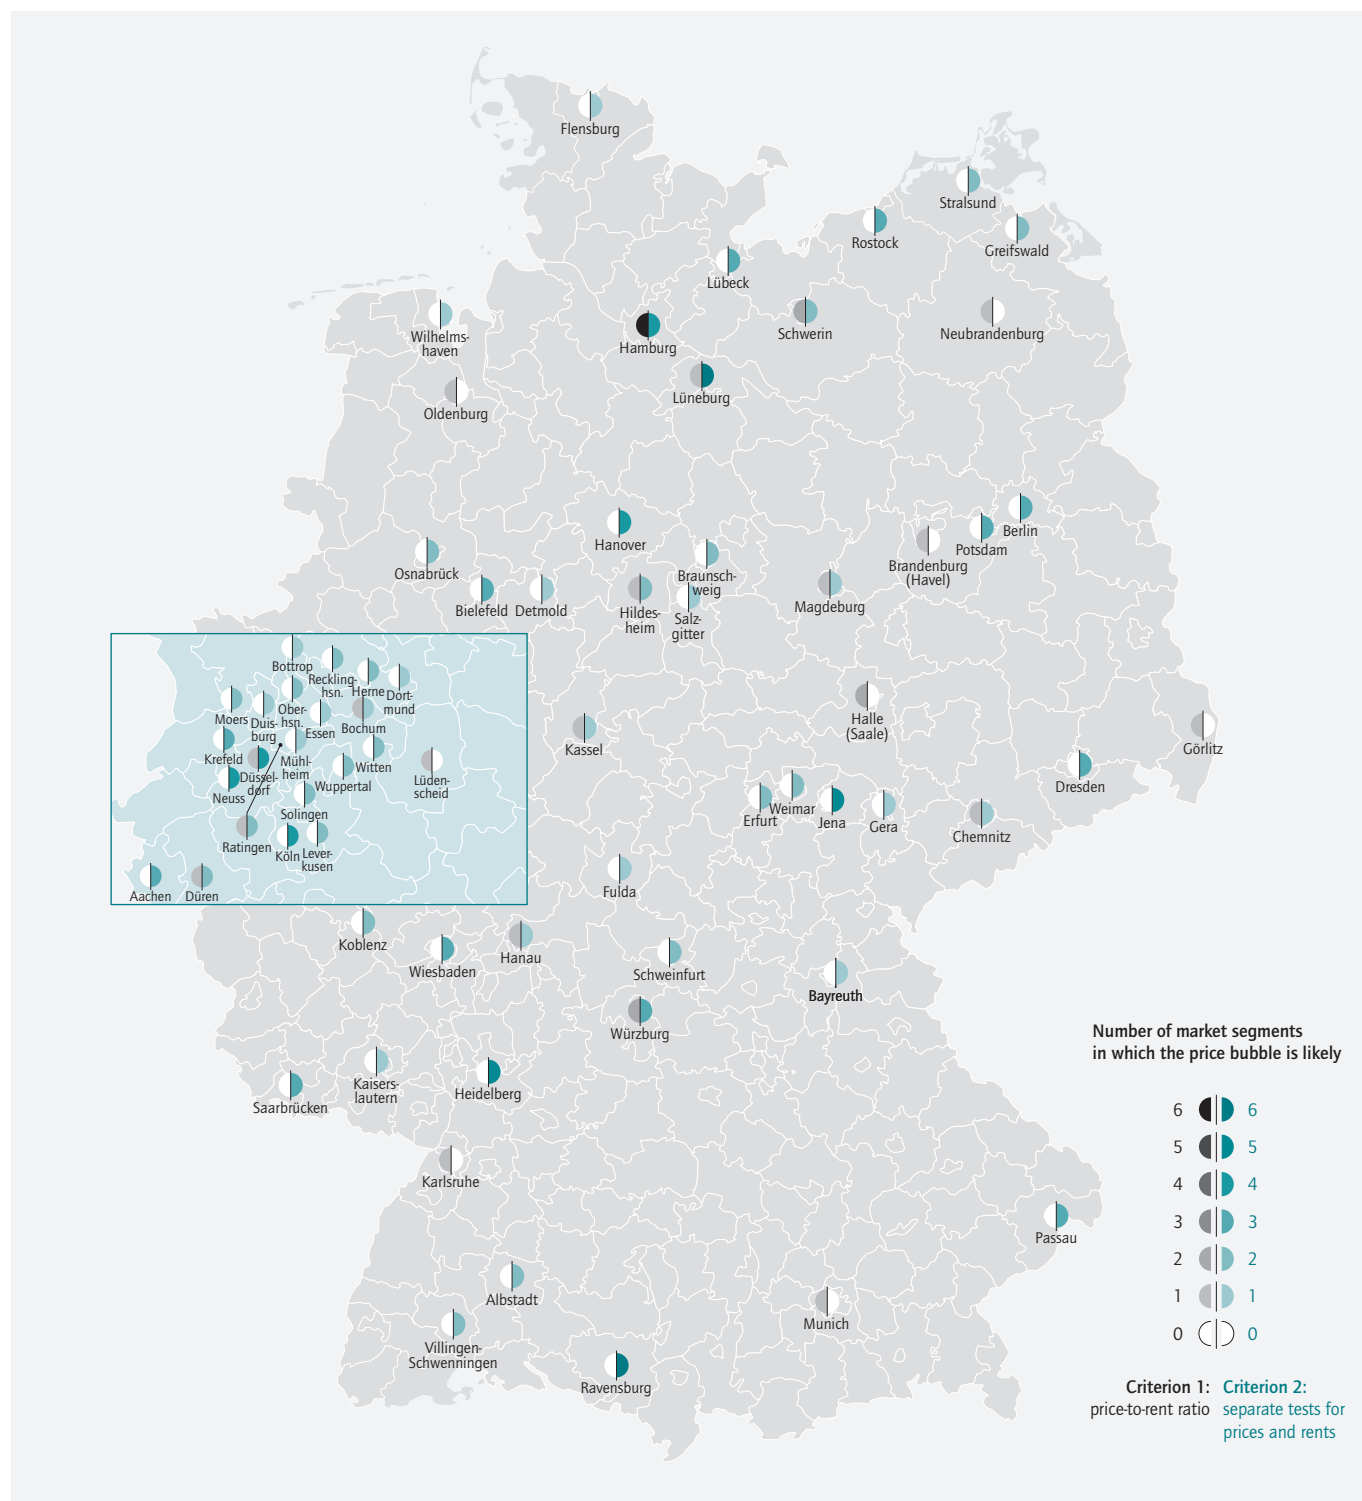 Flensburg
Stralsund
Rostock
Greifswald
Lübeck
Wilhelms-
haven
Hamburg
Schwerin
Neubrandenburg
Lüneburg
Oldenburg
Hanover
Berlin
Potsdam
Brandenburg
(Havel)
Osnabrück
Braunsch-
weig
Bielefeld
Detmold
Hildes-
heim
Salz-
gitter
Magdeburg
Bottrop
Reckling-
hsn.
Herne
Dort-
mund
Moers
Duis-
burg
Ober-
hsn.
Essen
Bochum
Krefeld
Düssel-
dorf
Mühl-
heim
Witten
Neuss
Wuppertal
Lüden-
scheid
Solingen
Ratingen
Köln
Lever-
kusen
Aachen
Düren
Kassel
Halle
(Saale)
Görlitz
Dresden
Erfurt
Weimar
Jena
Gera
Chemnitz
Fulda
Koblenz
Wiesbaden
Hanau
Schweinfurt
Bayreuth
Würzburg
Kaisers-
lautern
Saarbrücken
Heidelberg
Karlsruhe
Passau
Albstadt
Munich
Villingen-
Schwenningen
Ravensburg
Number of market segments
in which the price bubble is likely
6 6
5 5
4 4
3 3
2 2
1 1
0 0
Criterion 1: Criterion 2:
price-to-rent ratio separate tests for
prices and rents